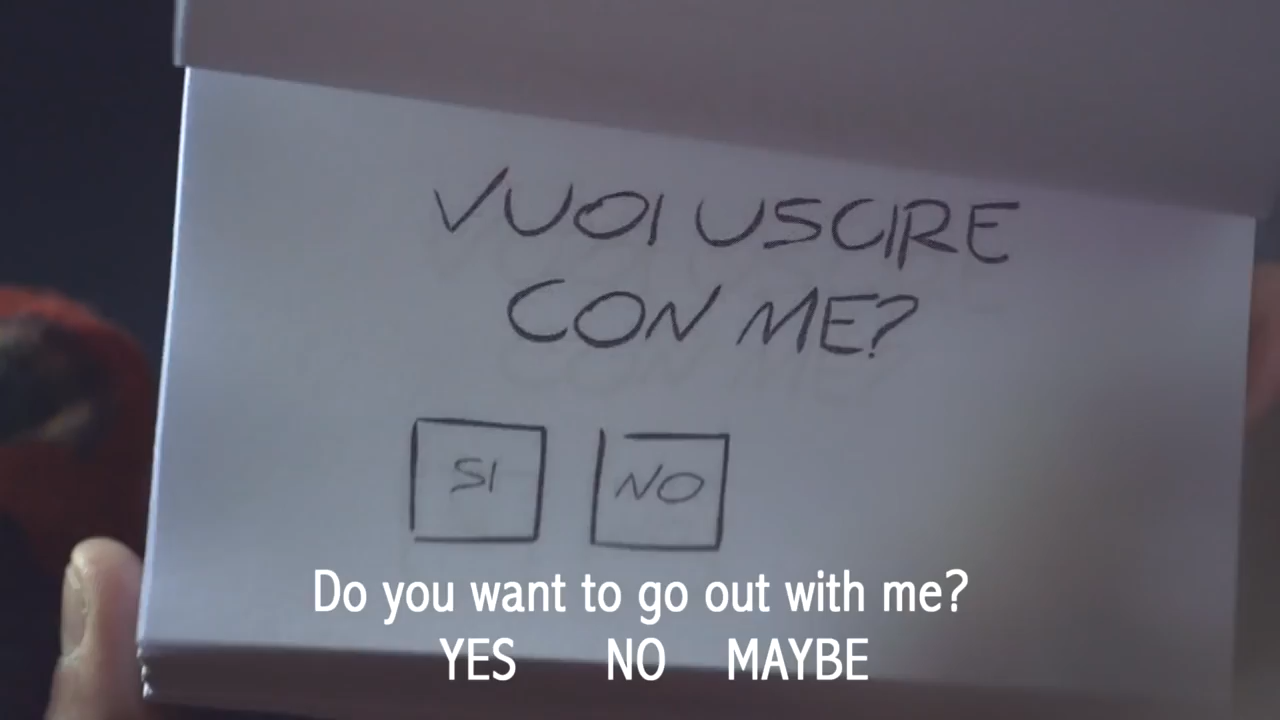 VUOI USCIRE
CON ME?
SI NO
Do you want to go out with me?
YES NO MAYBE